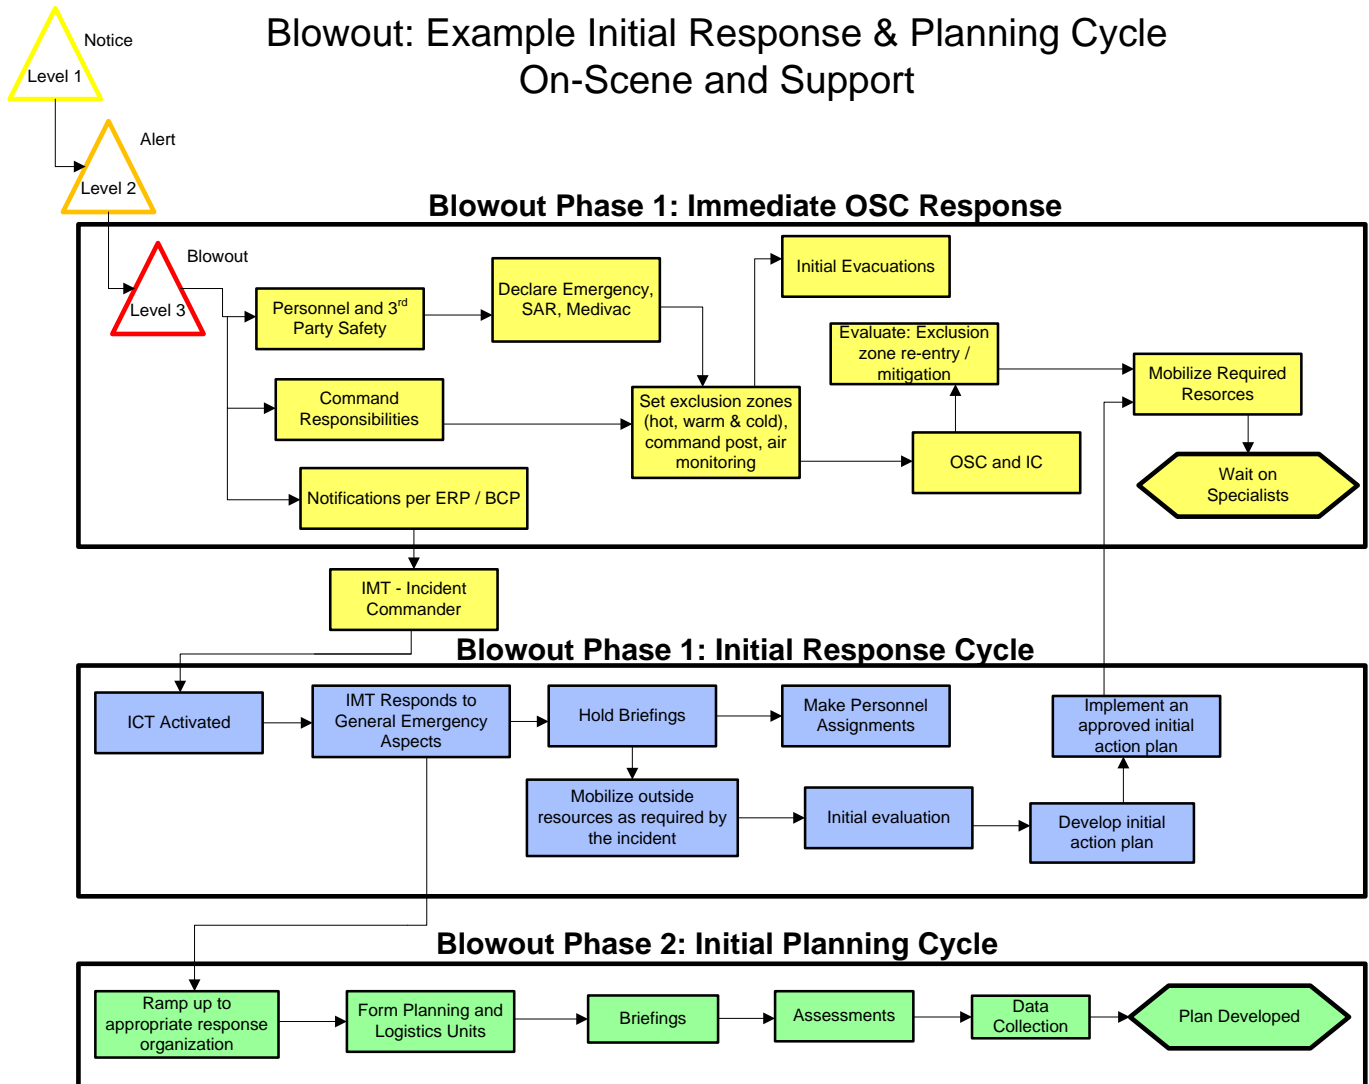 Blowout: Example Initial Response & Planning Cycle
On-Scene and Support
Notice
Level 1
Alert
Level 2
Blowout Phase 1: Immediate OSC Response
Blowout
Level 3
Personnel and 3rd
Party Safety
Declare Emergency,
SAR, Medivac
Initial Evacuations
Evaluate: Exclusion
zone re-entry /
mitigation
Mobilize Required
Resorces
Command
Responsibilities
Set exclusion zones
(hot, warm & cold),
command post, air
monitoring
OSC and IC
Wait on
Specialists
Notifications per ERP / BCP
IMT - Incident
Commander
Blowout Phase 1: Initial Response Cycle
ICT Activated
IMT Responds to
General Emergency
Aspects
Hold Briefings
Make Personnel
Assignments
Implement an
approved initial
action plan
Mobilize outside
resources as required by
the incident
Initial evaluation
Develop initial
action plan
Blowout Phase 2: Initial Planning Cycle
Ramp up to
appropriate response
organization
Form Planning and
Logistics Units
Briefings
Assessments
Data
Collection
Plan Developed